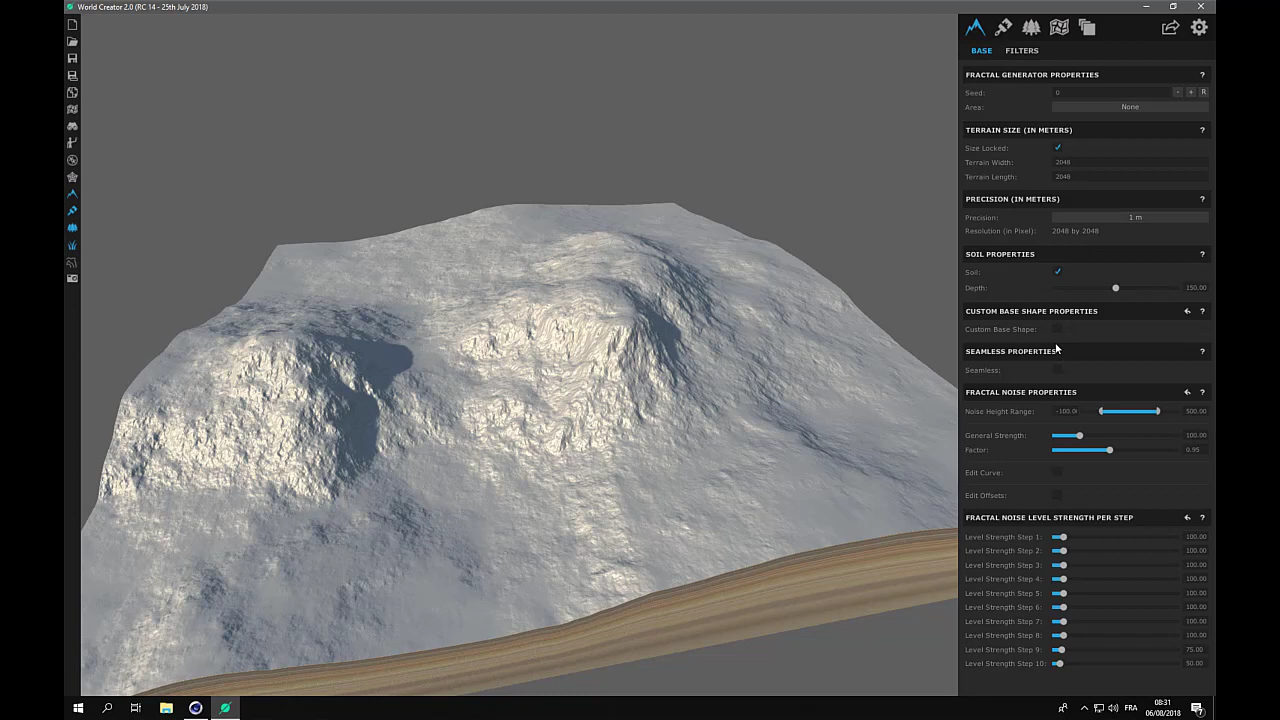 World Creator 2.0 (RC 14 - 25th July 2018)
BASE FILTERS
FRACTAL GENERATOR PROPERTIES ?
Seed: 0 - + R
Area: None
TERRAIN SIZE (IN METERS) ?
Size Locked:
Terrain Width: 2048
Terrain Length: 2048
PRECISION (IN METERS) ?
Precision: 1 m
Resolution (in Pixel): 2048 by 2048
SOIL PROPERTIES ?
Soil:
Depth: 150.00
CUSTOM BASE SHAPE PROPERTIES ?
Custom Base Shape:
SEAMLESS PROPERTIES ?
Seamless:
FRACTAL NOISE PROPERTIES ?
Noise Height Range: -100.0 500.00
General Strength: 100.00
Factor: 0.95
Edit Curve:
Edit Offsets:
FRACTAL NOISE LEVEL STRENGTH PER STEP ?
Level Strength Step 1: 100.00
Level Strength Step 2: 100.00
Level Strength Step 3: 100.00
Level Strength Step 4: 100.00
Level Strength Step 5: 100.00
Level Strength Step 6: 100.00
Level Strength Step 7: 100.00
Level Strength Step 8: 100.00
Level Strength Step 9: 75.00
Level Strength Step 10: 50.00
FRA
08:31
06/08/2018